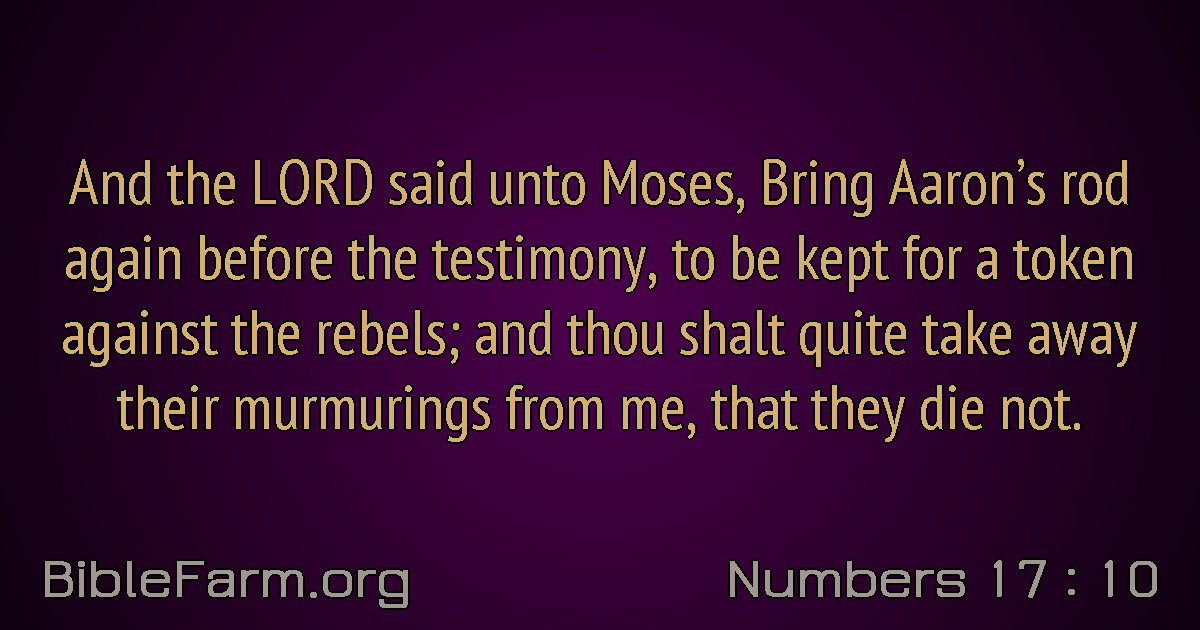 And the LORD said unto Moses, Bring Aaron’s rod
again before the testimony, to be kept for a token
against the rebels; and thou shalt quite take away
their murmurings from me, that they die not.
BibleFarm.org
Numbers 17 : 10